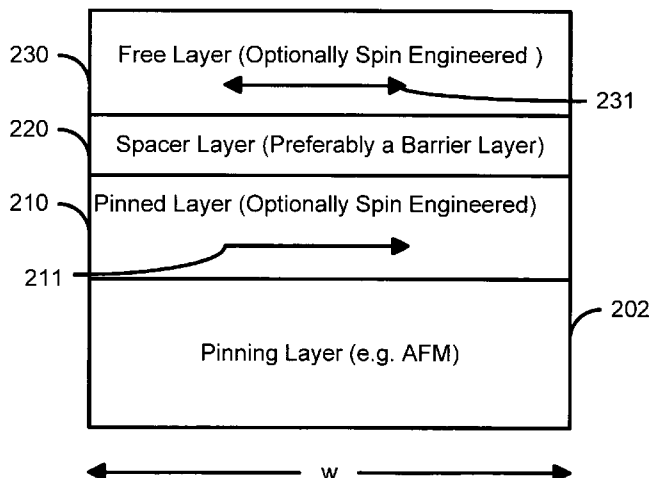 230
Free Layer (Optionally Spin Engineered )
231
220
Spacer Layer (Preferably a Barrier Layer)
210
Pinned Layer (Optionally Spin Engineered)
211
202
Pinning Layer (e.g. AFM)
w